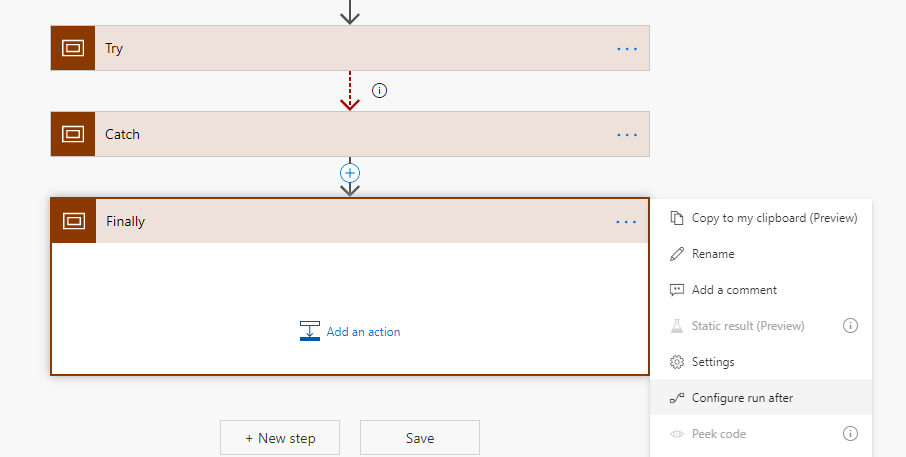 Try
Catch
Finally
Add an action
+ New step
Save
Copy to my clipboard (Preview)
Rename
Add a comment
Static result (Preview)
Settings
Configure run after
Peek code